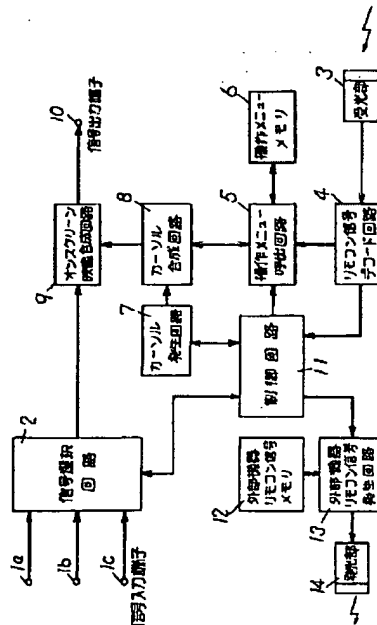 1a
1b
1c
信号入力端子
2
信号選択
回路
9
オンスクリーン
映像合成回路
10
信号出力端子
8
カーソル
合成回路
7
カーソル
発生回路
5
操作メニュー
呼出回路
6
操作メニュー
メモリ
3
受光部
4
リモコン信号
デコード回路
制御回路
11
12
外部機器
リモコン信号
メモリ
13
外部機器
リモコン信号
発生回路
14
発光部